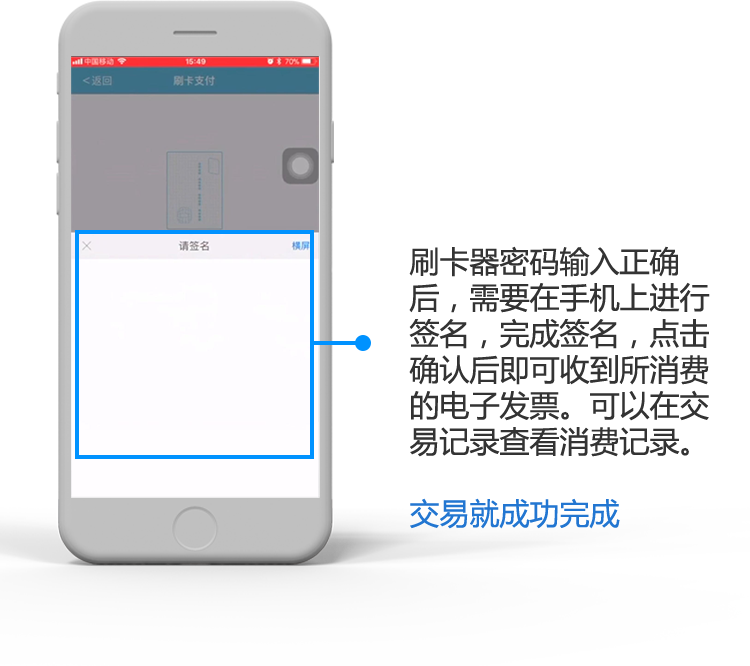 中国移动 15:49 70%
<返回 刷卡支付
请签名 横屏
刷卡器密码输入正确
后，需要在手机上进行
签名，完成签名，点击
确认后即可收到所消费
的电子发票。可以在交
易记录查看消费记录。
交易就成功完成